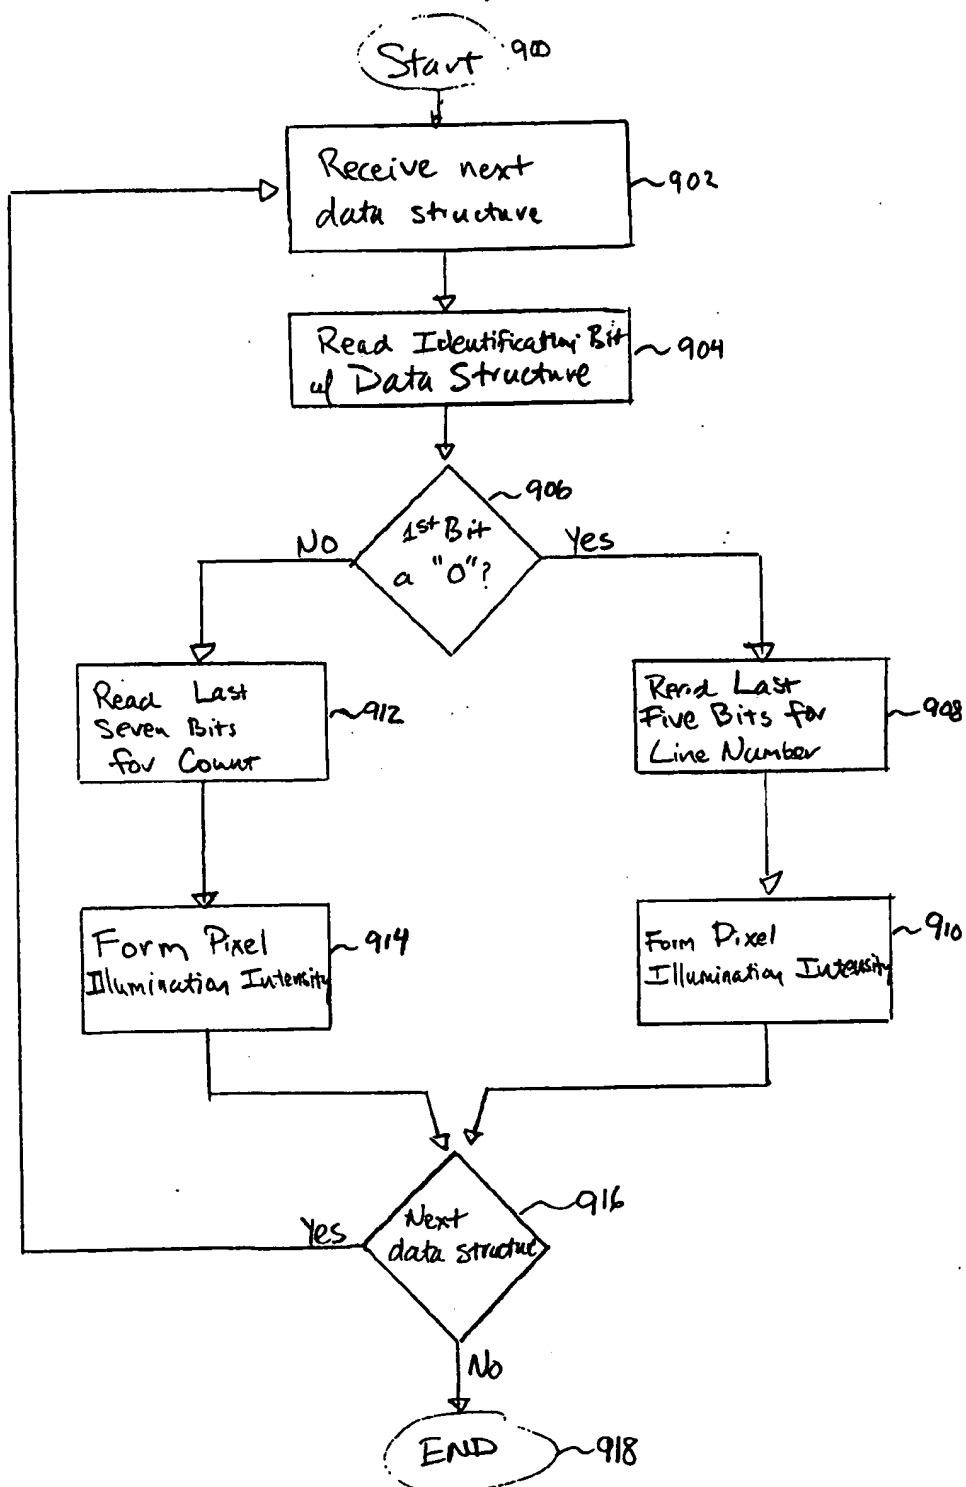 Start 900
Receive next
data structure
902
Read Identification Bit
w/ Data Structure
904
906
1st Bit
a "0"?
No
Yes
Read Last
Seven Bits
for Count
912
Read Last
Five Bits for
Line Number
908
Form Pixel
Illumination Intensity
914
Form Pixel
Illumination Intensity
910
916
Next
data structure
Yes
No
END
918